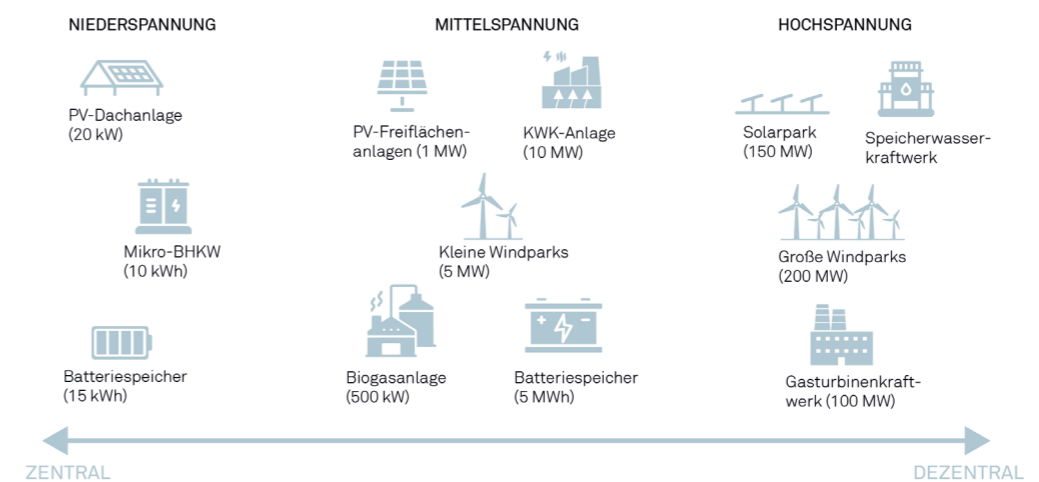 NIEDERSPANNUNG
MITTELSPANNUNG
HOCHSPANNUNG
PV-Dachanlage
(20 kW)
PV-Freiflächen-
anlagen (1 MW)
KWK-Anlage
(10 MW)
Solarpark
(150 MW)
Speicherwasser-
kraftwerk
Mikro-BHKW
(10 kWh)
Kleine Windparks
(5 MW)
Große Windparks
(200 MW)
Batteriespeicher
(15 kWh)
Biogasanlage
(500 kW)
Batteriespeicher
(5 MWh)
Gasturbinenkraft-
werk (100 MW)
ZENTRAL
DEZENTRAL